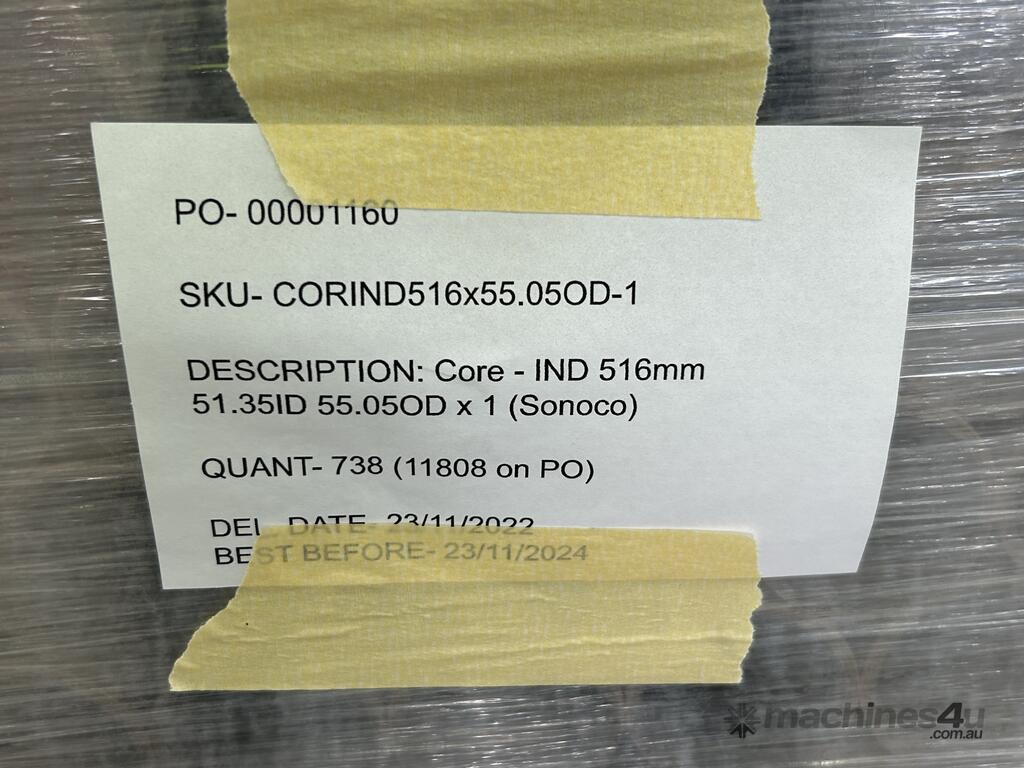 PO- 00001160
SKU- CORIND516x55.05OD-1
DESCRIPTION: Core - IND 516mm
51.35ID 55.05OD x 1 (Sonoco)
QUANT- 738 (11808 on PO)
DEL DATE- 23/11/2022
BEST BEFORE- 23/11/2024
machines4u
.com.au